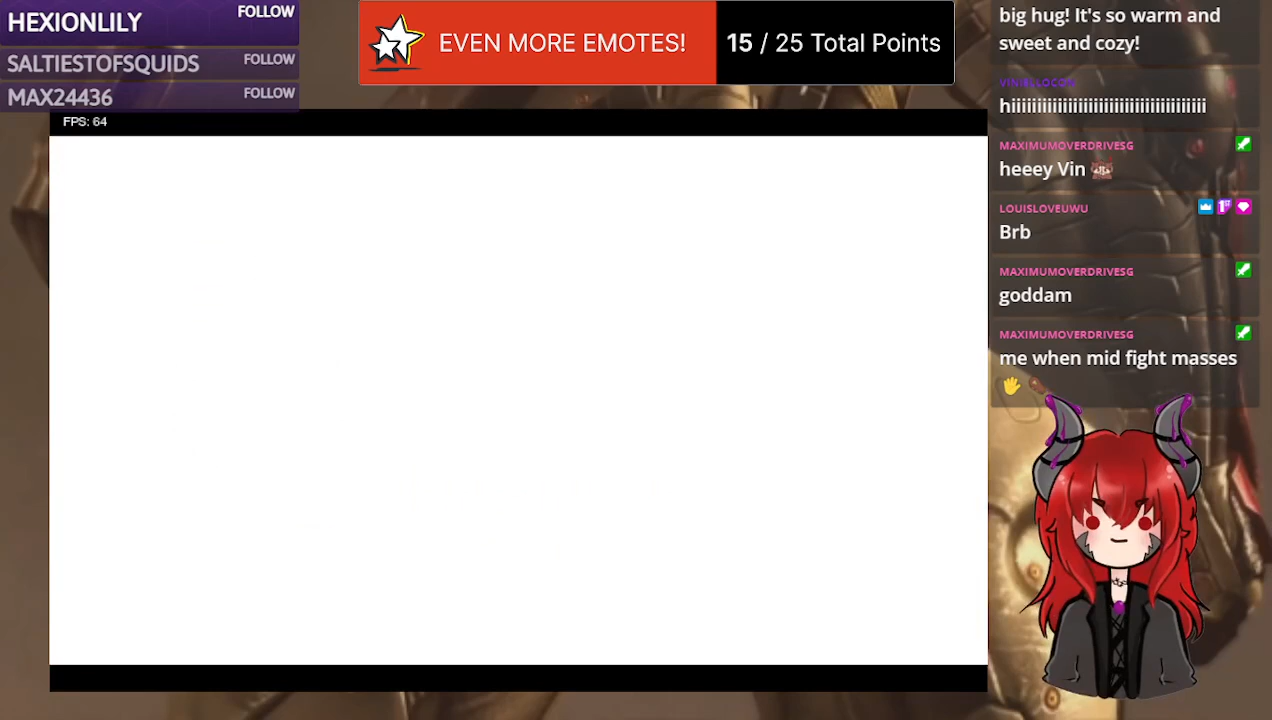 HEXIONLILY FOLLOW
SALTIESTOFSQUIDS FOLLOW
MAX24436 FOLLOW
EVEN MORE EMOTES! 15 / 25 Total Points
FPS: 64
big hug! It's so warm and
sweet and cozy!
hiiiiiiiiiiiiiiiiiiiiiiiiiiiiiiiiiiiii
MAXIMUMOVERDRIVESG
heeey Vin
LOUISLOVEUWU
Brb
MAXIMUMOVERDRIVESG
goddam
MAXIMUMOVERDRIVESG
me when mid fight masses